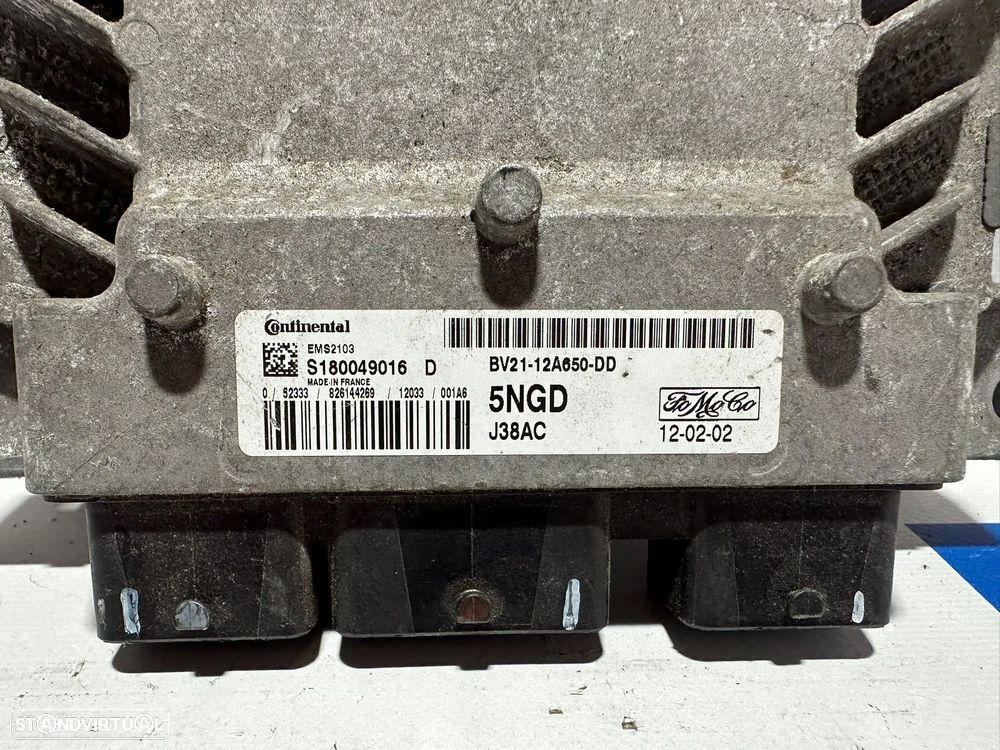 Continental
EMS2103
S180049016 D
MADE-IN FRANCE
0 / 52333 / 826144269 / 12033 / 001A6
BV21-12A650-DD
5NGD
J38AC
FoMoCo
12-02-02
STANDVIRTUAL